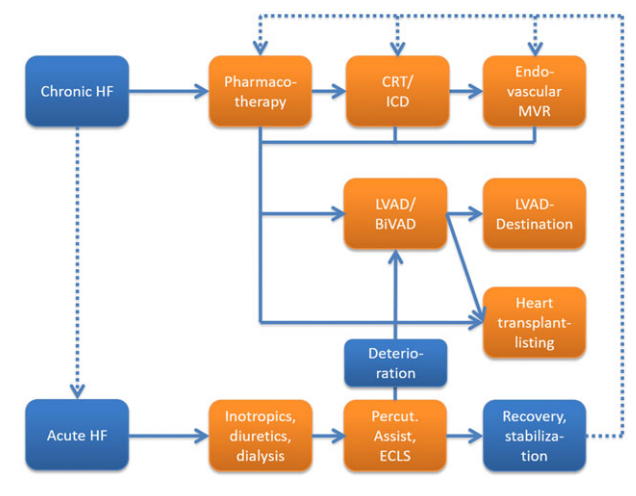 Chronic HF
Pharmaco-
therapy
CRT/
ICD
Endo-
vascular
MVR
LVAD/
BiVAD
LVAD-
Destination
Heart
transplant-
listing
Deterio-
ration
Acute HF
Inotropics,
diuretics,
dialysis
Percut.
Assist,
ECLS
Recovery,
stabiliza-
tion